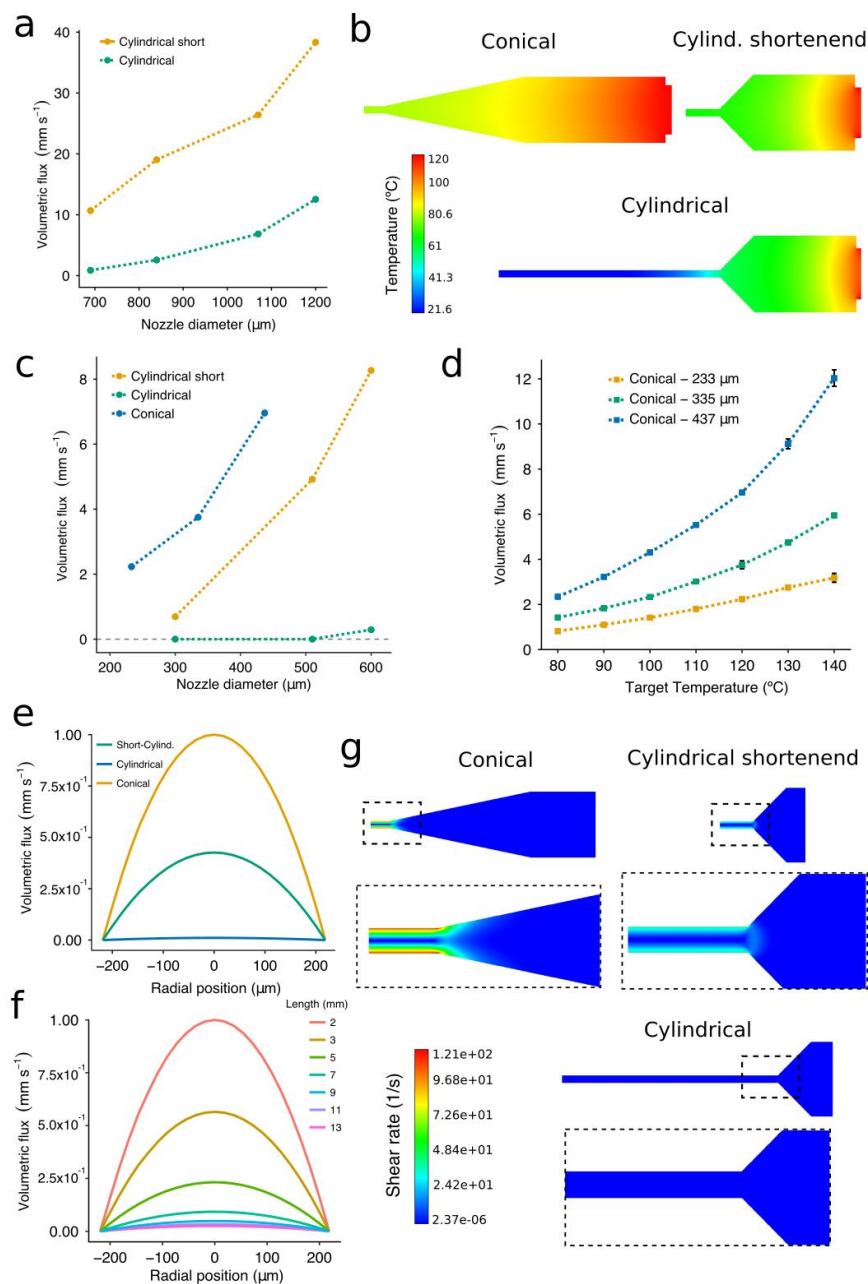 a
40
30
20
10
0
Volumetric flux (mm s⁻¹)
Cylindrical short
Cylindrical
700 800 900 1000 1100 1200
Nozzle diameter (µm)
b
Conical
Cylind. shortenend
Cylindrical
Temperature (ºC)
120
100
80.6
61
41.3
21.6
c
8
6
4
2
0
Volumetric flux (mm s⁻¹)
Cylindrical short
Cylindrical
Conical
200 300 400 500 600
Nozzle diameter (µm)
d
12
10
8
6
4
2
0
Volumetric flux (mm s⁻¹)
Conical – 233 µm
Conical – 335 µm
Conical – 437 µm
80 90 100 110 120 130 140
Target Temperature (ºC)
e
1.00
7.5x10⁻¹
5.0x10⁻¹
2.5x10⁻¹
0.00
Volumetric flux (mm s⁻¹)
Short-Cylind.
Cylindrical
Conical
−200 −100 0 100 200
Radial position (µm)
f
1.00
7.5x10⁻¹
5.0x10⁻¹
2.5x10⁻¹
0.00
Volumetric flux (mm s⁻¹)
Length (mm)
2
3
5
7
9
11
13
−200 −100 0 100 200
Radial position (µm)
g
Conical
Cylindrical shortenend
Cylindrical
Shear rate (1/s)
1.21e+02
9.68e+01
7.26e+01
4.84e+01
2.42e+01
2.37e-06